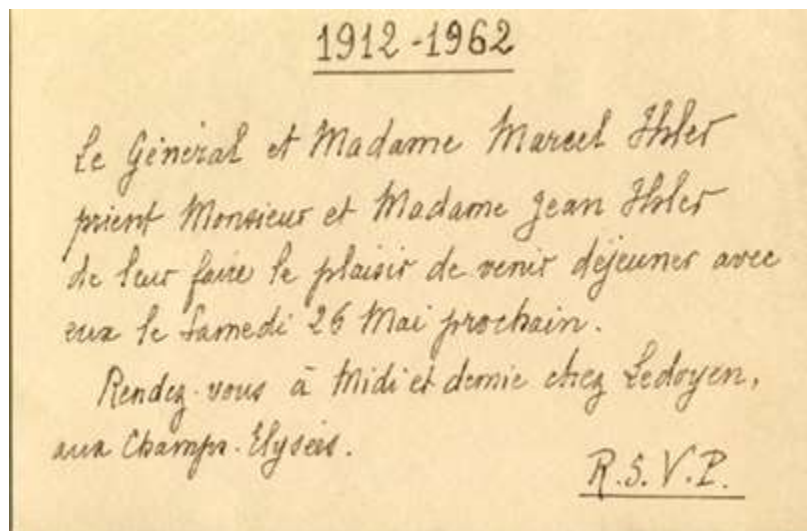 1912-1962
Le Général et Madame Marcel Ihler
prient Monsieur et Madame Jean Ihler
de leur faire le plaisir de venir déjeuner avec
eux le Samedi 26 Mai prochain.
Rendez-vous à Midi et demie chez Ledoyen,
aux Champs-Elysées.
R.S.V.P.